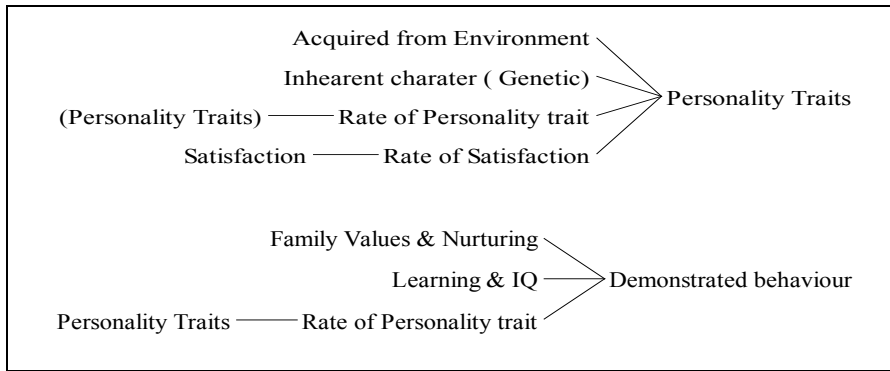 Acquired from Environment
Inhearent charater ( Genetic)
Personality Traits
(Personality Traits) Rate of Personality trait
Satisfaction Rate of Satisfaction
Family Values & Nurturing
Learning & IQ Demonstrated behaviour
Personality Traits Rate of Personality trait